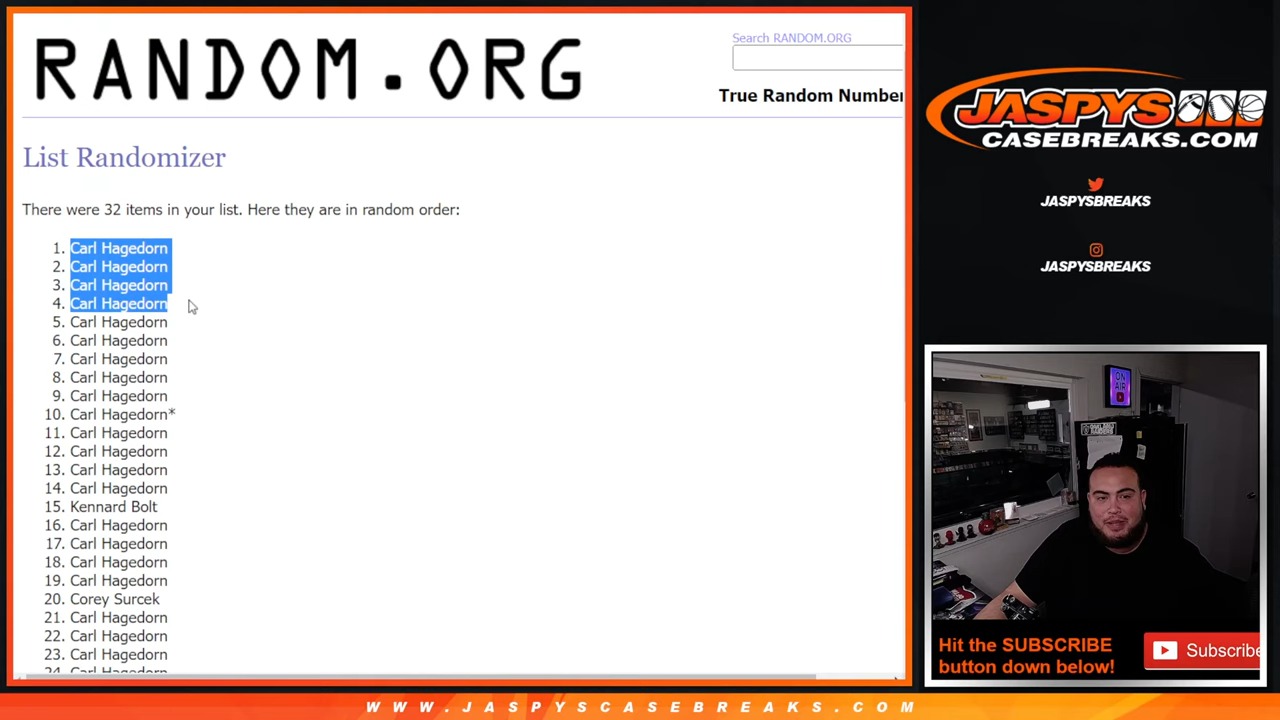 RANDOM.ORG
Search RANDOM.ORG
True Random Number
List Randomizer
There were 32 items in your list. Here they are in random order:
1. Carl Hagedorn
2. Carl Hagedorn
3. Carl Hagedorn
4. Carl Hagedorn
5. Carl Hagedorn
6. Carl Hagedorn
7. Carl Hagedorn
8. Carl Hagedorn
9. Carl Hagedorn
10. Carl Hagedorn*
11. Carl Hagedorn
12. Carl Hagedorn
13. Carl Hagedorn
14. Carl Hagedorn
15. Kennard Bolt
16. Carl Hagedorn
17. Carl Hagedorn
18. Carl Hagedorn
19. Carl Hagedorn
20. Corey Surcek
21. Carl Hagedorn
22. Carl Hagedorn
23. Carl Hagedorn
24. Carl Hagedorn
JASPYS
CASEBREAKS.COM
JASPYSBREAKS
JASPYSBREAKS
ON
AIR
Hit the SUBSCRIBE
button down below!
Subscribe
WWW.JASPYSCASEBREAKS.COM